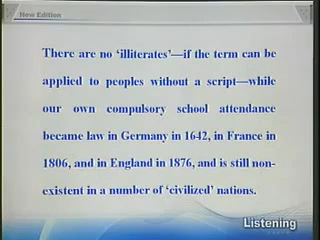 New Edition
There are no ‘illiterates’—if the term can be
applied to peoples without a script—while
our own compulsory school attendance
became law in Germany in 1642, in France in
1806, and in England in 1876, and is still non-
existent in a number of ‘civilized’ nations.
Listening